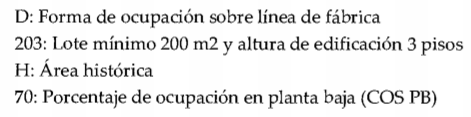 D: Forma de ocupación sobre línea de fábrica
203: Lote mínimo 200 m2 y altura de edificación 3 pisos
H: Área histórica
70: Porcentaje de ocupación en planta baja (COS PB)